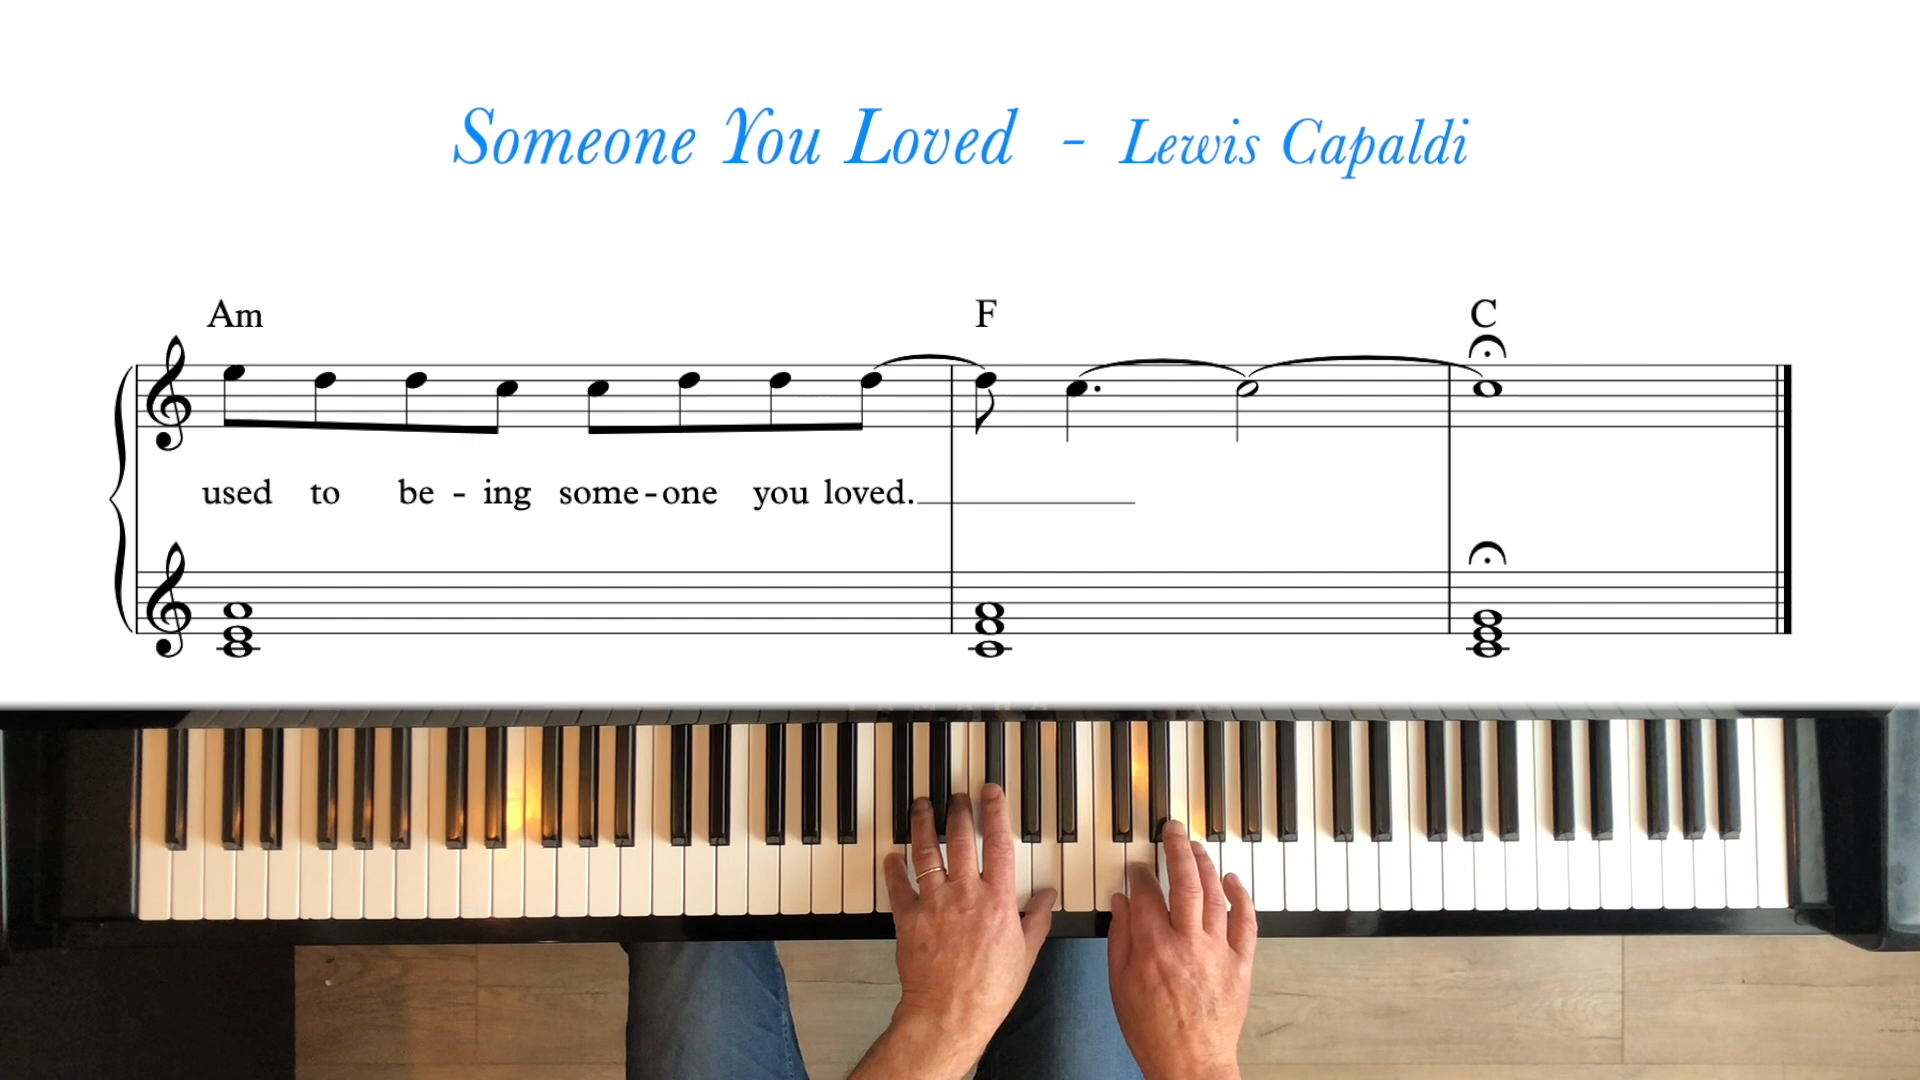 Someone You Loved - Lewis Capaldi
Am F C
used to be - ing some - one you loved.